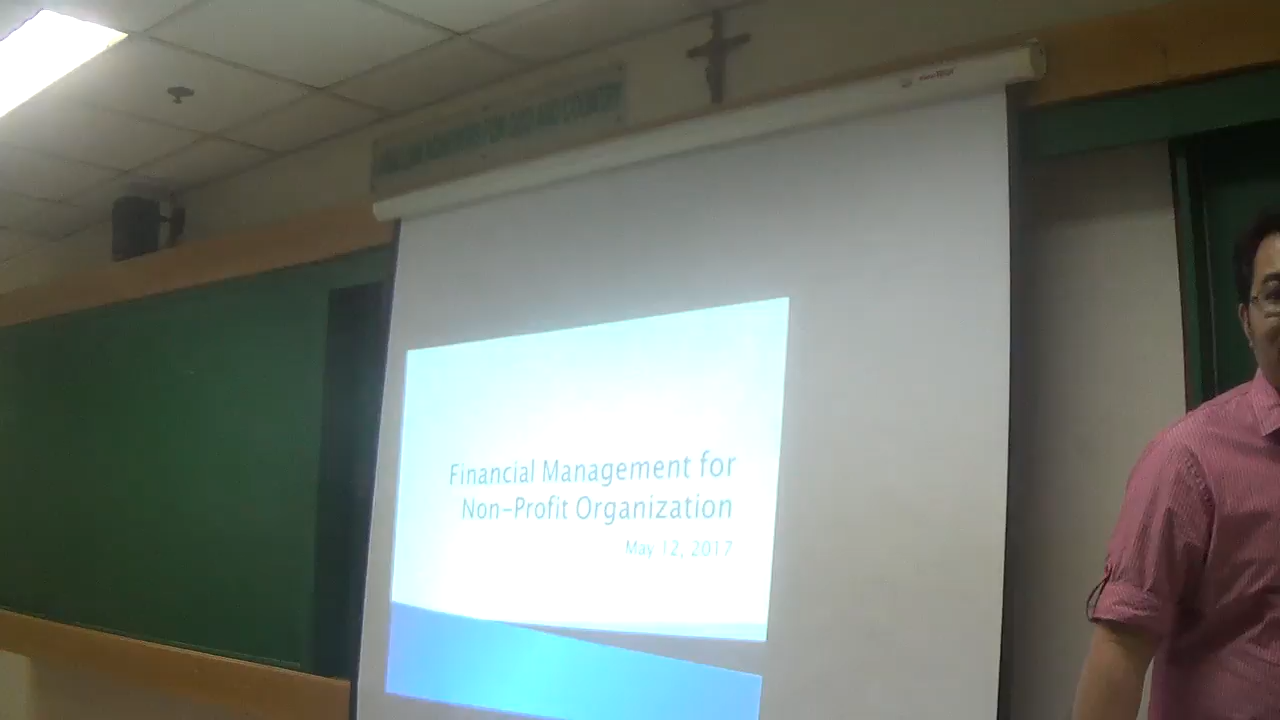 Financial Management for
Non-Profit Organization
May 12, 2017